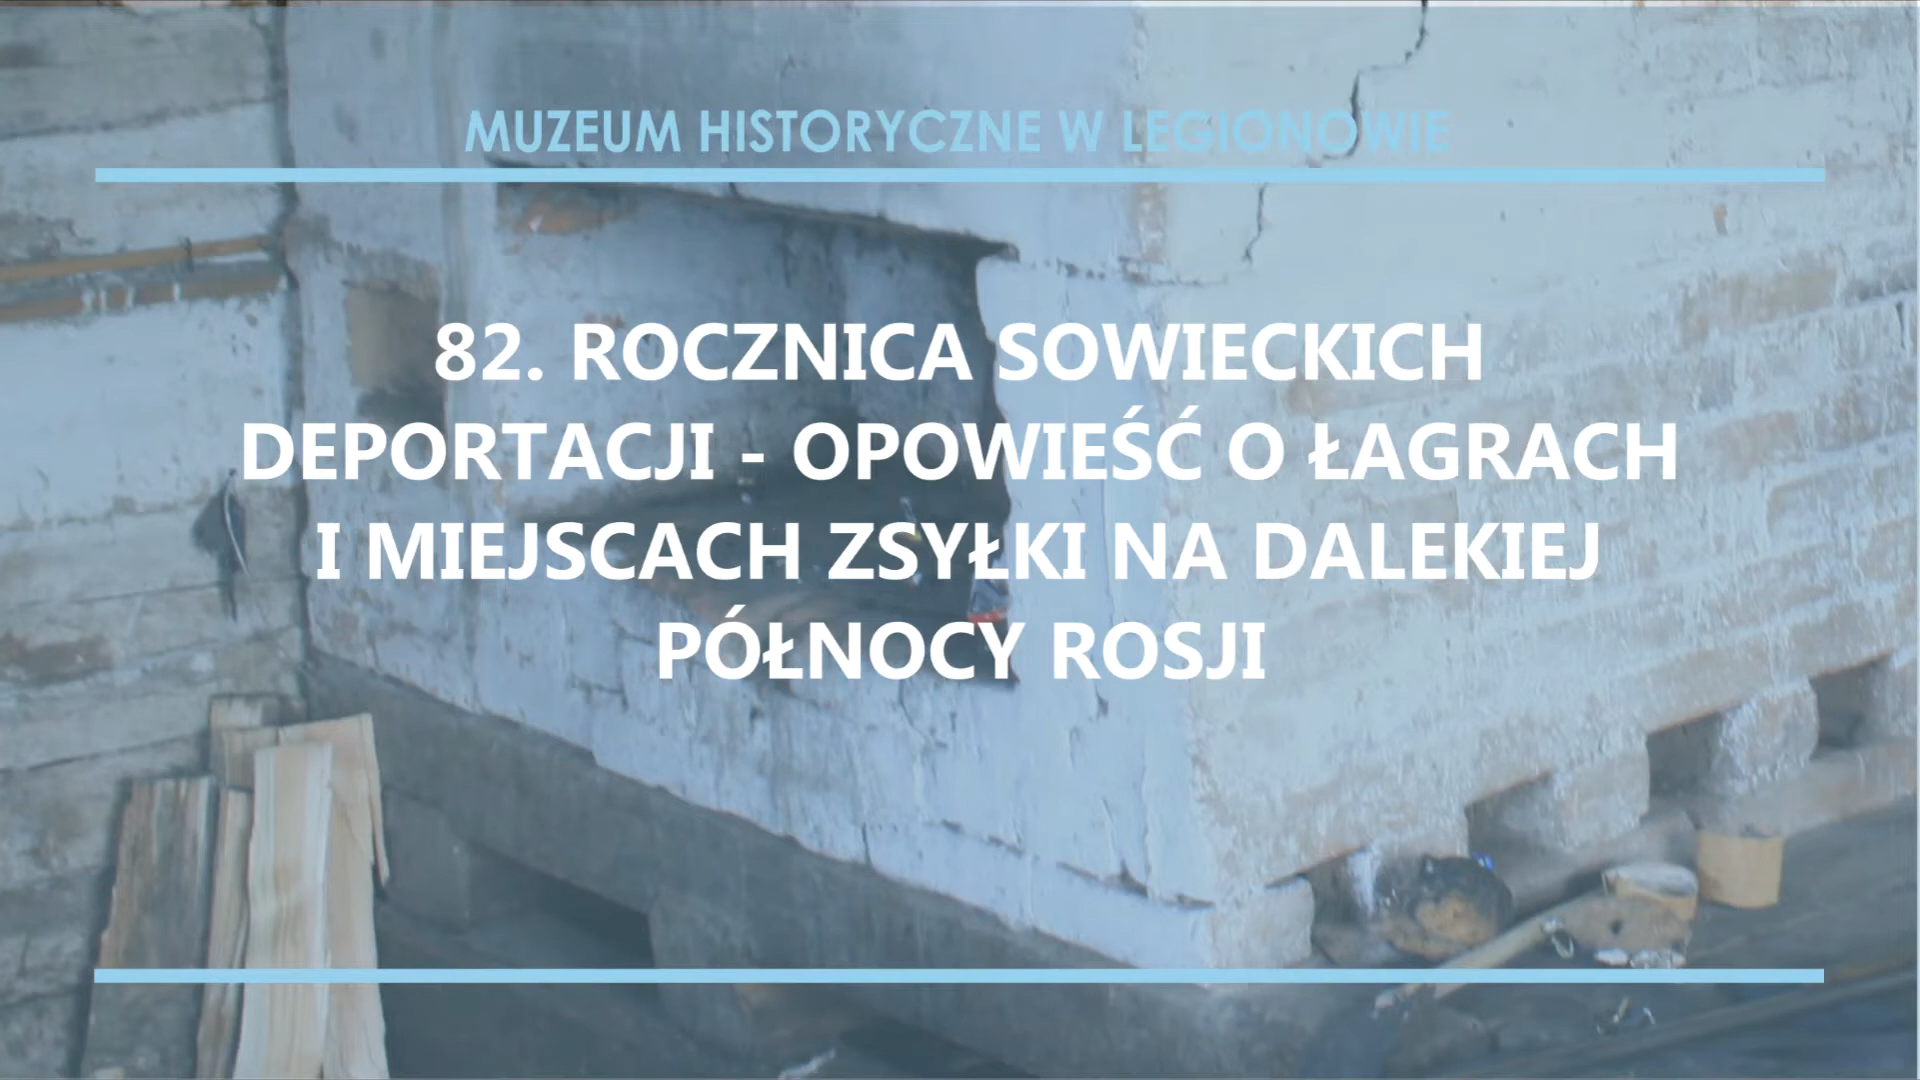 MUZEUM HISTORYCZNE W LEGIONOWIE
82. ROCZNICA SOWIECKICH
DEPORTACJI - OPOWIEŚĆ O ŁAGRACH
I MIEJSCACH ZSYŁKI NA DALEKIEJ
PÓŁNOCY ROSJI